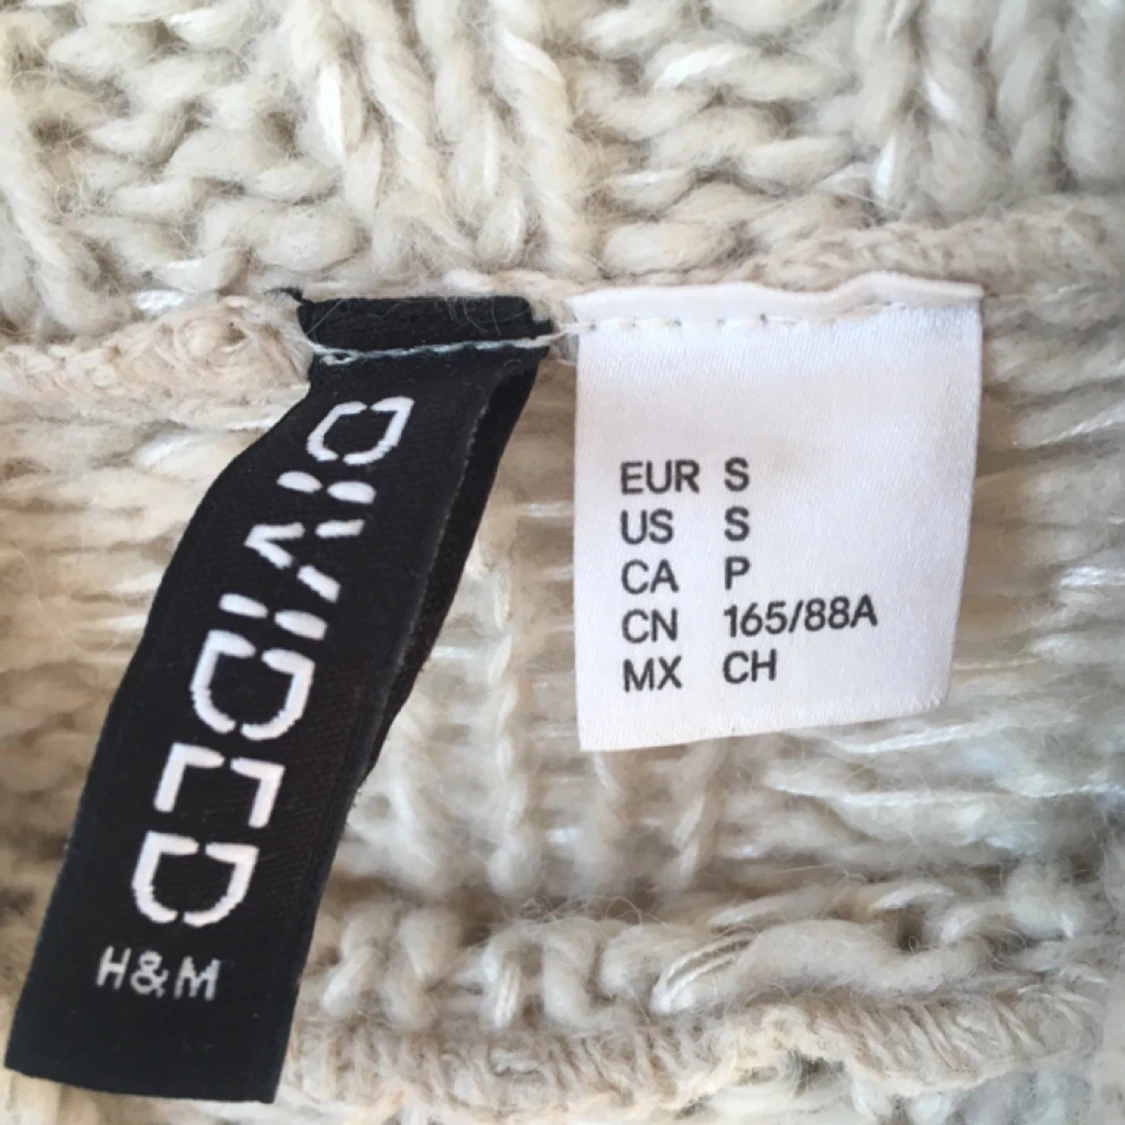 DIVIDED
H&M
EUR S
US S
CA P
CN 165/88A
MX CH